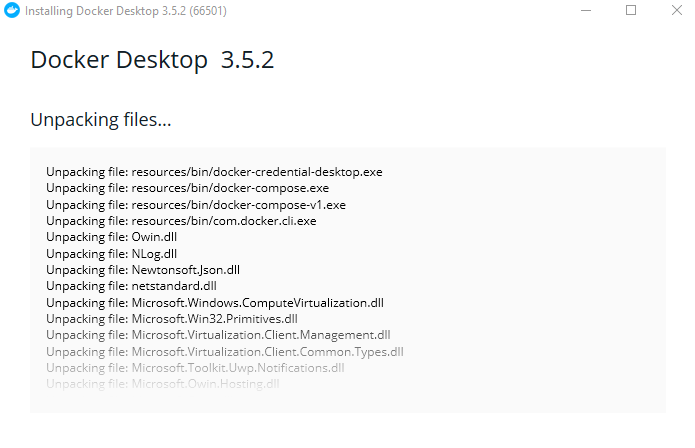 Installing Docker Desktop 3.5.2 (66501)
Docker Desktop 3.5.2
Unpacking files...
Unpacking file: resources/bin/docker-credential-desktop.exe
Unpacking file: resources/bin/docker-compose.exe
Unpacking file: resources/bin/docker-compose-v1.exe
Unpacking file: resources/bin/com.docker.cli.exe
Unpacking file: Owin.dll
Unpacking file: NLog.dll
Unpacking file: Newtonsoft.Json.dll
Unpacking file: netstandard.dll
Unpacking file: Microsoft.Windows.ComputeVirtualization.dll
Unpacking file: Microsoft.Win32.Primitives.dll
Unpacking file: Microsoft.Virtualization.Client.Management.dll
Unpacking file: Microsoft.Virtualization.Client.Common.Types.dll
Unpacking file: Microsoft.Toolkit.Uwp.Notifications.dll
Unpacking file: Microsoft.Owin.Hosting.dll